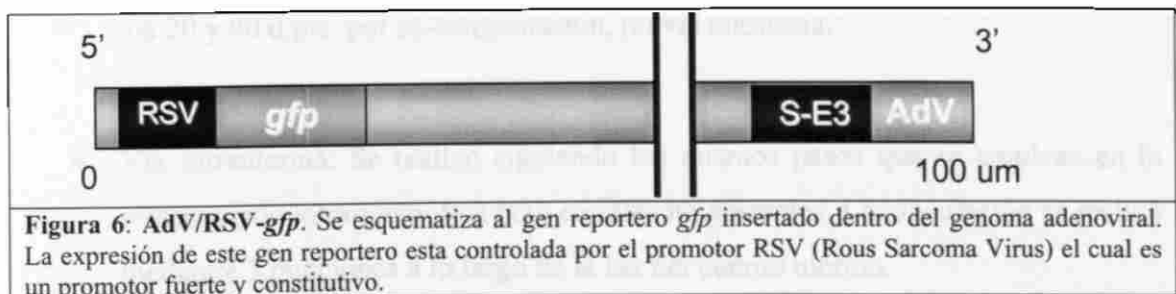 5’ 3’
RSV gfp S-E3 AdV
0 100 um
Figura 6: AdV/RSV-gfp. Se esquematiza al gen reportero gfp insertado dentro del genoma adenoviral.
La expresión de este gen reportero esta controlada por el promotor RSV (Rous Sarcoma Virus) el cual es
un promotor fuerte y constitutivo.